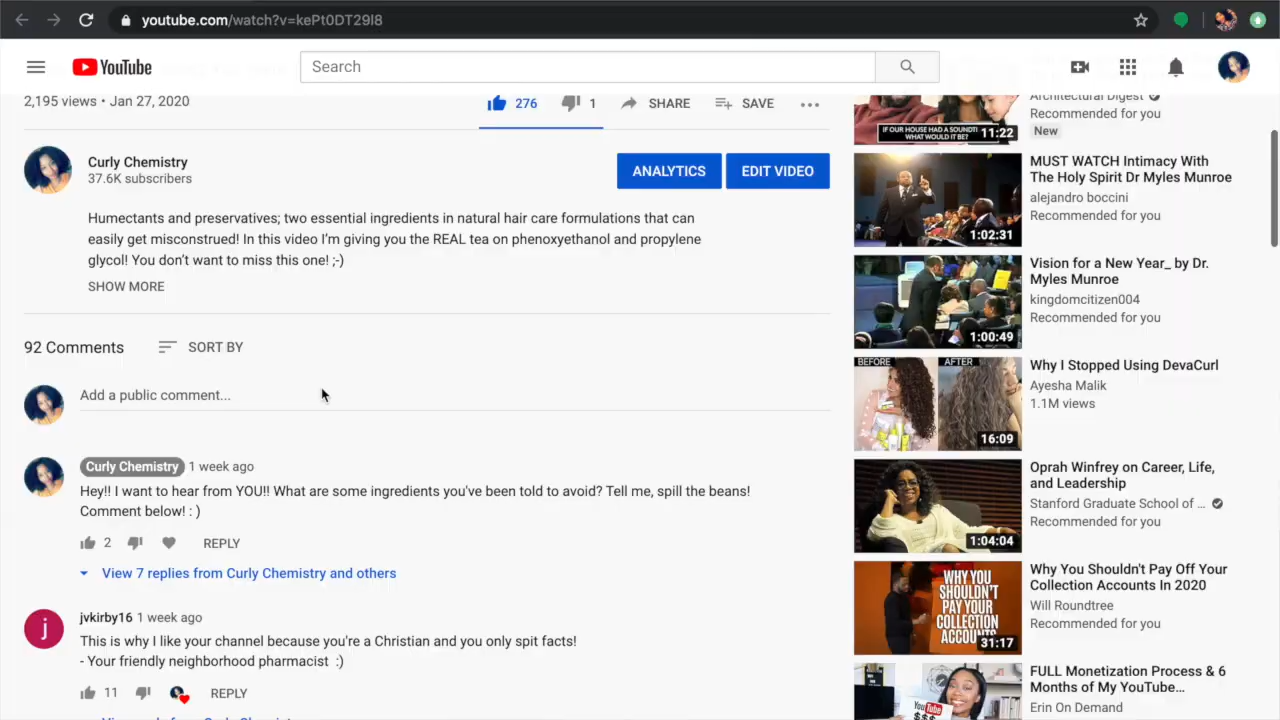 youtube.com/watch?v=kePt0DT29l8
YouTube
Search
2,195 views • Jan 27, 2020
276
1
SHARE
SAVE
Curly Chemistry
37.6K subscribers
ANALYTICS
EDIT VIDEO
Humectants and preservatives; two essential ingredients in natural hair care formulations that can
easily get misconstrued! In this video I’m giving you the REAL tea on phenoxyethanol and propylene
glycol! You don’t want to miss this one! ;-)
SHOW MORE
92 Comments
SORT BY
Add a public comment...
Curly Chemistry 1 week ago
Hey!! I want to hear from YOU!! What are some ingredients you've been told to avoid? Tell me, spill the beans!
Comment below! : )
2
REPLY
View 7 replies from Curly Chemistry and others
j
jvkirby16 1 week ago
This is why I like your channel because you're a Christian and you only spit facts!
- Your friendly neighborhood pharmacist :)
11
REPLY
IF OUR HOUSE HAD A SOUNDT
WHAT WOULD IT BE?
11:22
Architectural Digest
Recommended for you
New
1:02:31
MUST WATCH Intimacy With
The Holy Spirit Dr Myles Munroe
alejandro boccini
Recommended for you
1:00:49
Vision for a New Year_ by Dr.
Myles Munroe
kingdomcitizen004
Recommended for you
BEFORE
AFTER
16:09
Why I Stopped Using DevaCurl
Ayesha Malik
1.1M views
1:04:04
Oprah Winfrey on Career, Life,
and Leadership
Stanford Graduate School of ...
Recommended for you
WHY YOU
SHOULDN'T
PAY YOUR
COLLECTION
ACCOUNTS
31:17
Why You Shouldn't Pay Off Your
Collection Accounts In 2020
Will Roundtree
Recommended for you
YouTube
$$$
FULL Monetization Process & 6
Months of My YouTube...
Erin On Demand